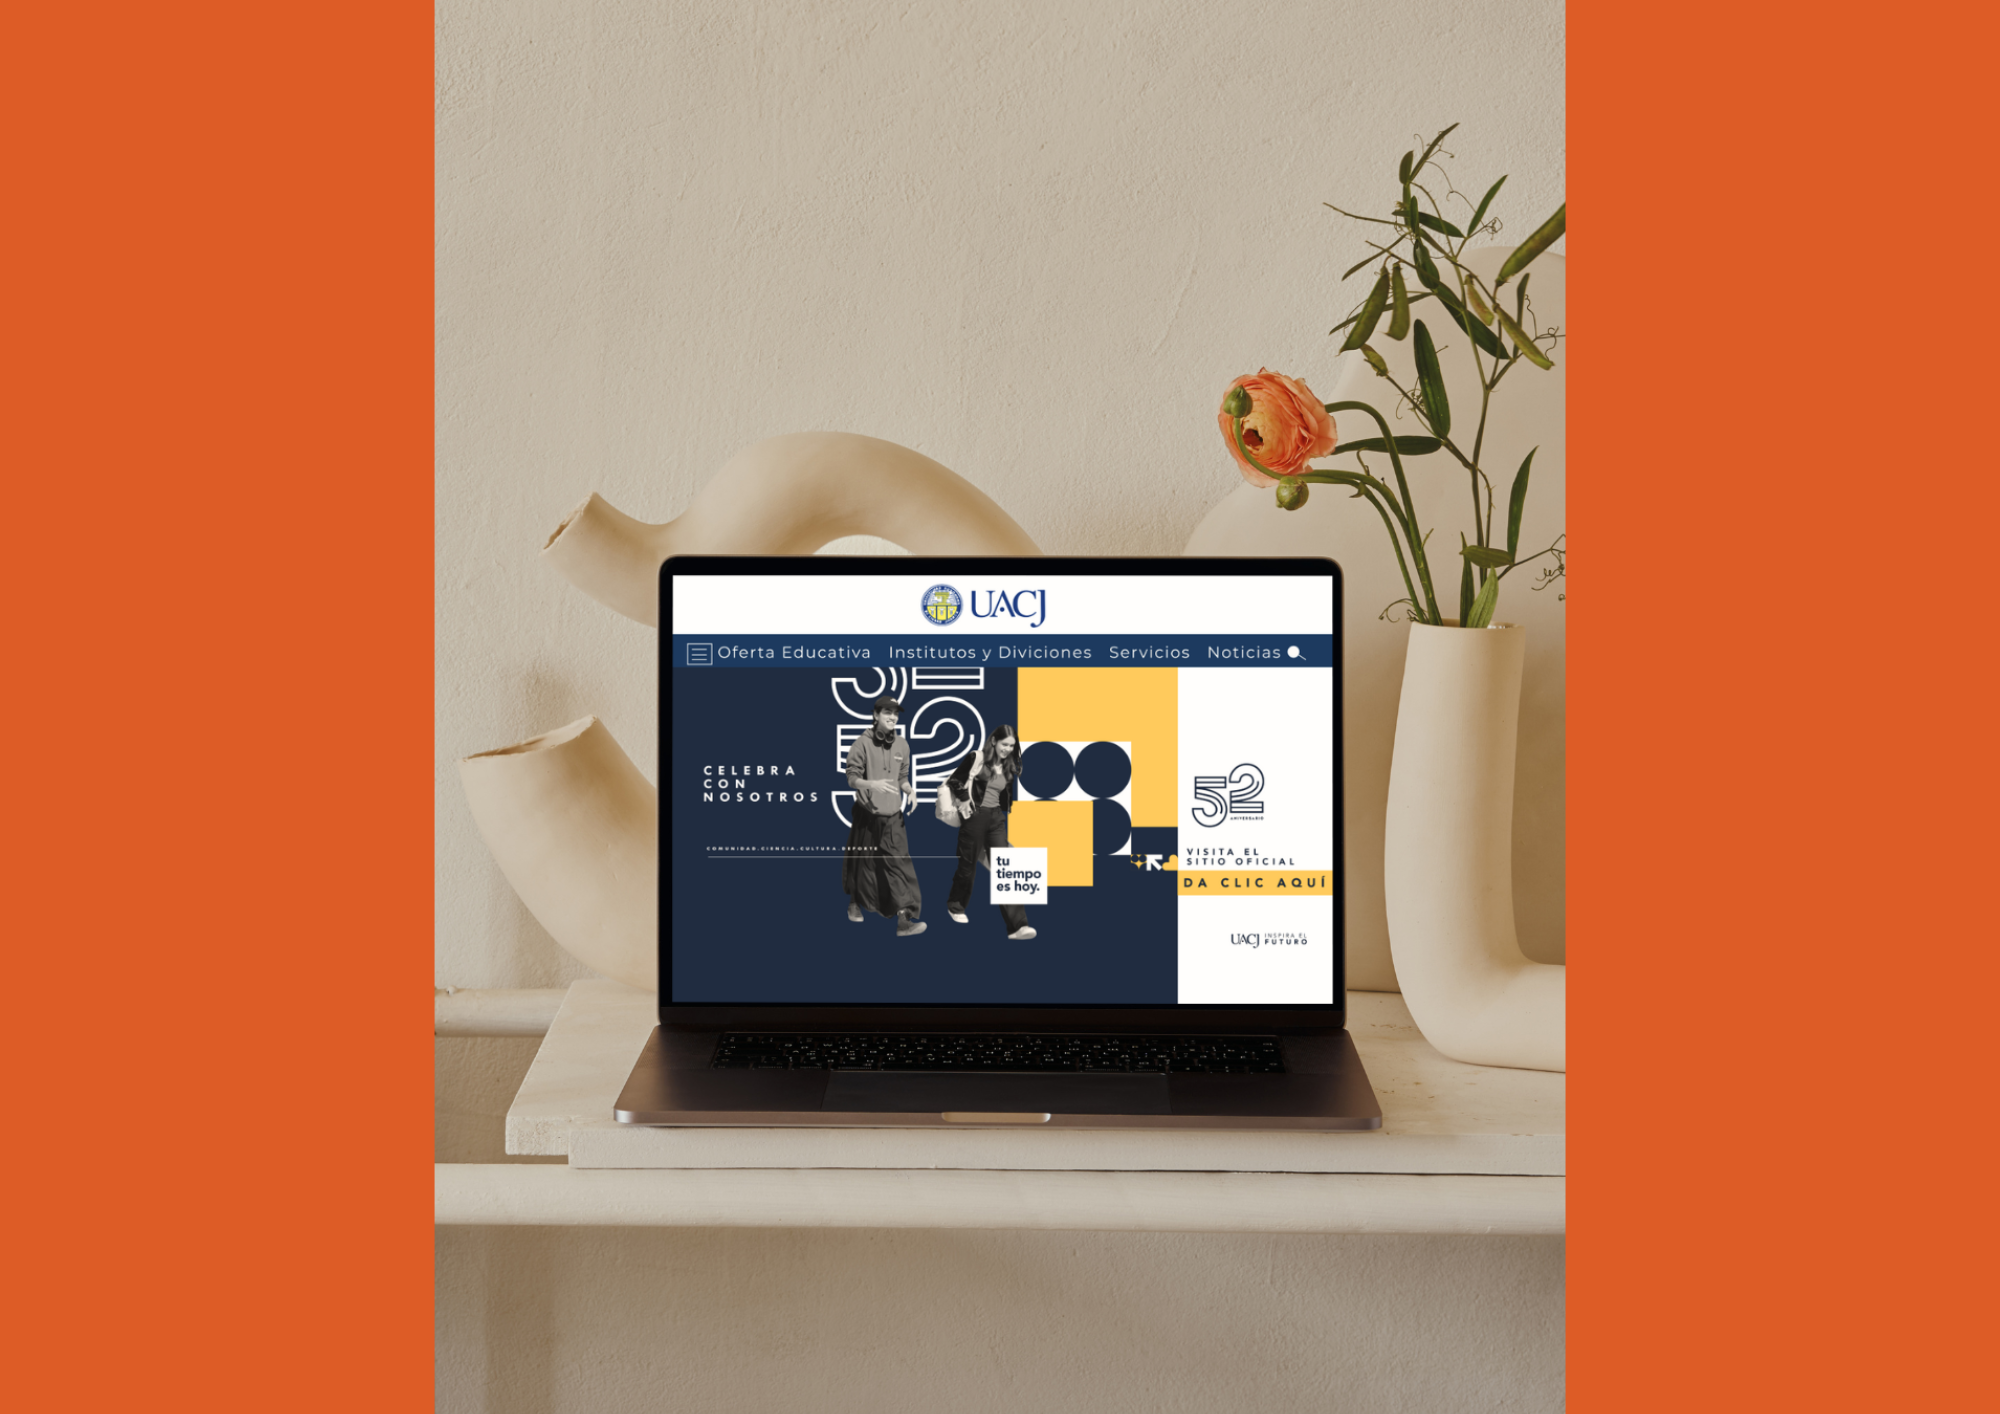 UACJ
Oferta Educativa Institutos y Diviciones Servicios Noticias
52
CELEBRA
CON
NOSOTROS
COMUNIDAD.CIENCIA.CULTURA.DEPORTE
tu
tiempo
es hoy.
52
ANIVERSARIO
VISITA EL
SITIO OFICIAL
DA CLIC AQUÍ
UACJ INSPIRA EL
FUTURO